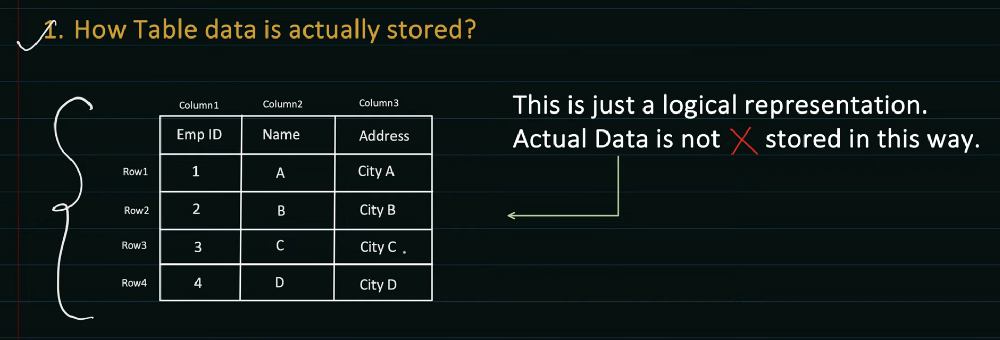 1. How Table data is actually stored?
Column1 Column2 Column3
Emp ID Name Address
Row1 1 A City A
Row2 2 B City B
Row3 3 C City C
Row4 4 D City D
This is just a logical representation.
Actual Data is not stored in this way.